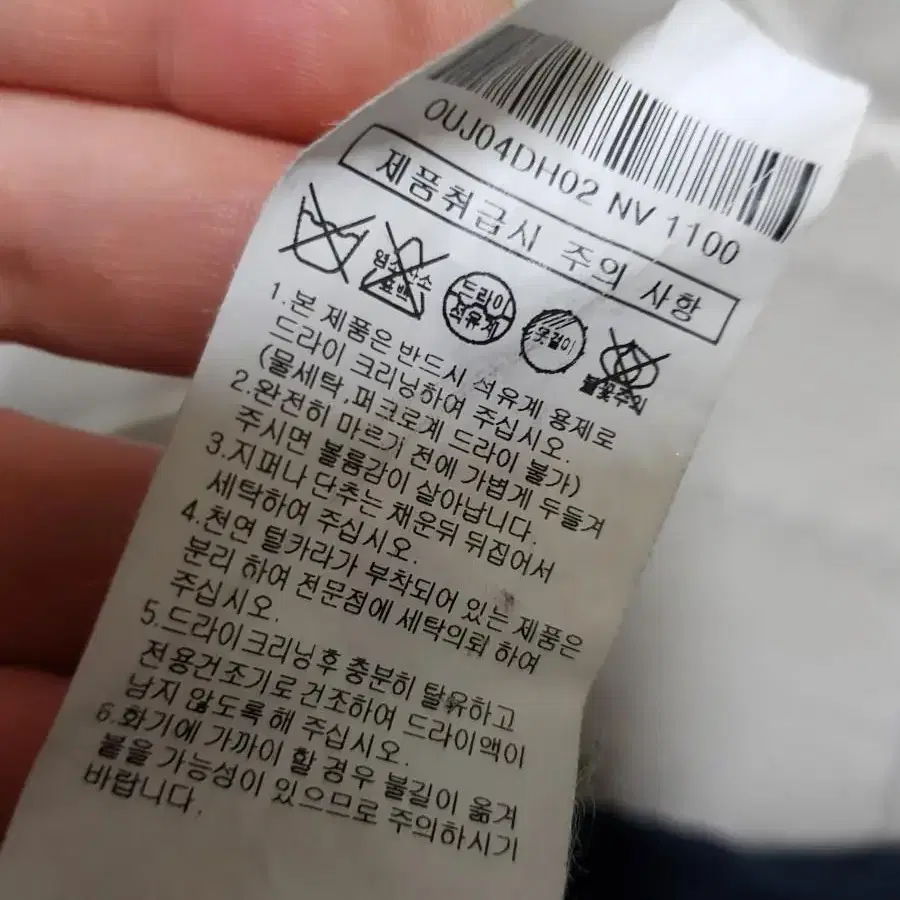 0UJ04DH02 NV 1100
제품취급시 주의 사항
염소산소
표백
드라이
석유계
옷걸이
불꽃주의
1.본 제품은 반드시 석유계 용제로
드라이 크리닝하여 주십시오.
(물세탁,퍼크로계 드라이 불가)
2.완전히 마르기 전에 가볍게 두들겨
주시면 볼륨감이 살아납니다.
3.지퍼나 단추는 채운뒤 뒤집어서
세탁하여 주십시오.
4.천연 털카라가 부착되어 있는 제품은
분리 하여 전문점에 세탁의뢰 하여
주십시오.
5.드라이크리닝후 충분히 탈유하고
전용건조기로건조하여 드라이액이
남지 않도록해 주십시오.
6.화기에 가까이 할 경우 불길이 옮겨
붙을 가능성이 있으므로 주의하시기
바랍니다.